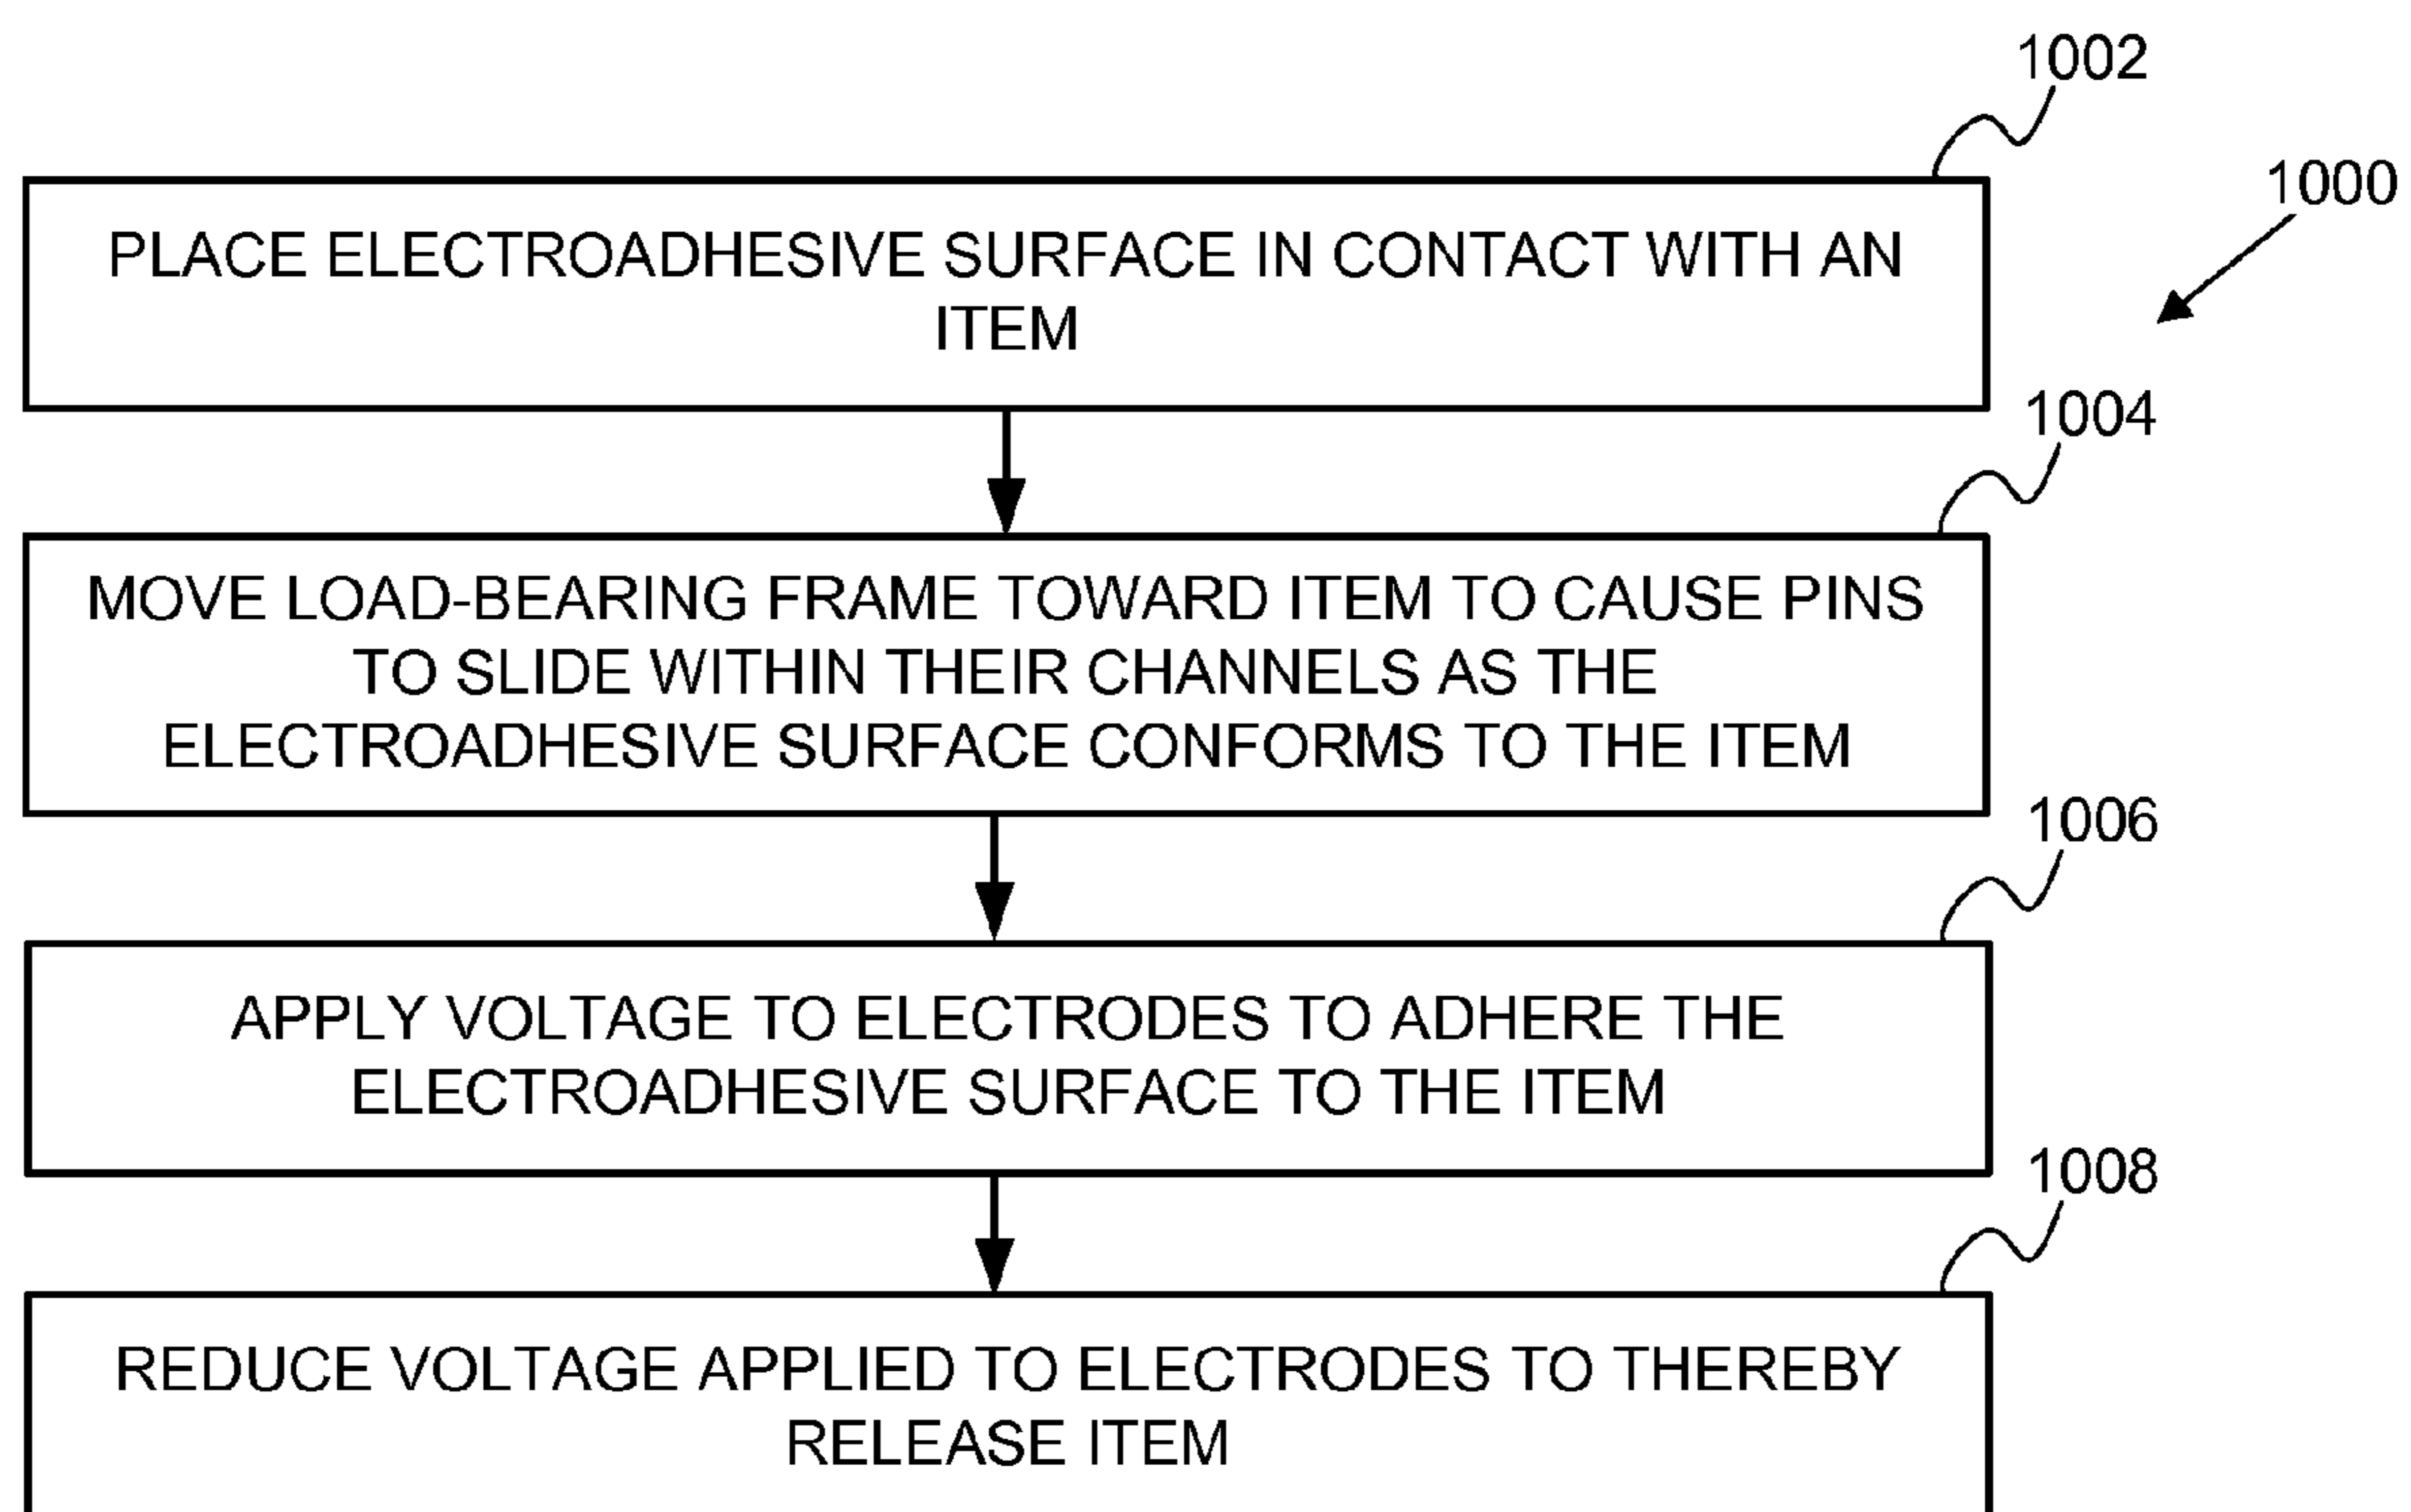 1002
1000
PLACE ELECTROADHESIVE SURFACE IN CONTACT WITH AN
ITEM
1004
MOVE LOAD-BEARING FRAME TOWARD ITEM TO CAUSE PINS
TO SLIDE WITHIN THEIR CHANNELS AS THE
ELECTROADHESIVE SURFACE CONFORMS TO THE ITEM
1006
APPLY VOLTAGE TO ELECTRODES TO ADHERE THE
ELECTROADHESIVE SURFACE TO THE ITEM
1008
REDUCE VOLTAGE APPLIED TO ELECTRODES TO THEREBY
RELEASE ITEM